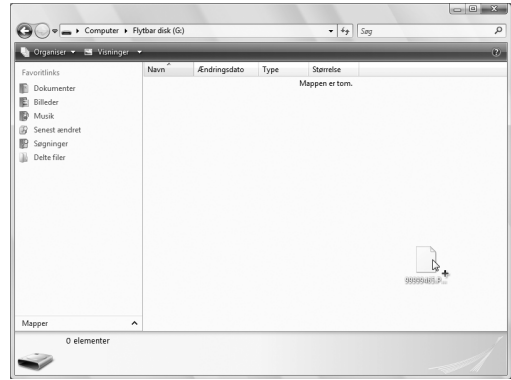 Computer ▸ Flytbar disk (G:)
Søg
Organiser
Visninger
Favoritlinks
Dokumenter
Billeder
Musik
Senest ændret
Søgninger
Delte filer
Mapper
Navn Ændringsdato Type Størrelse
Mappen er tom.
0 elementer